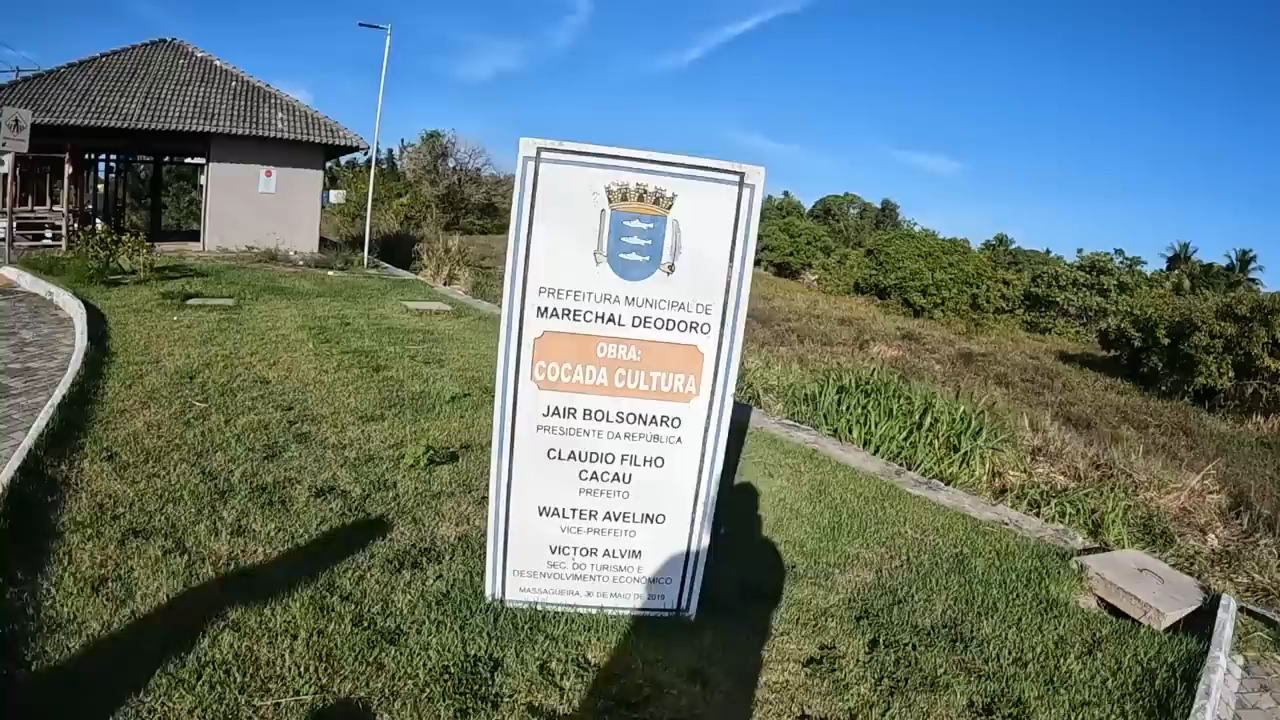 PREFEITURA MUNICIPAL DE
MARECHAL DEODORO
OBRA:
COCADA CULTURA
JAIR BOLSONARO
PRESIDENTE DA REPÚBLICA
CLAUDIO FILHO
CACAU
PREFEITO
WALTER AVELINO
VICE-PREFEITO
VICTOR ALVIM
SEC. DO TURISMO E
DESENVOLVIMENTO ECONÔMICO
MASSAGUEIRA, 30 DE MAIO DE 2019